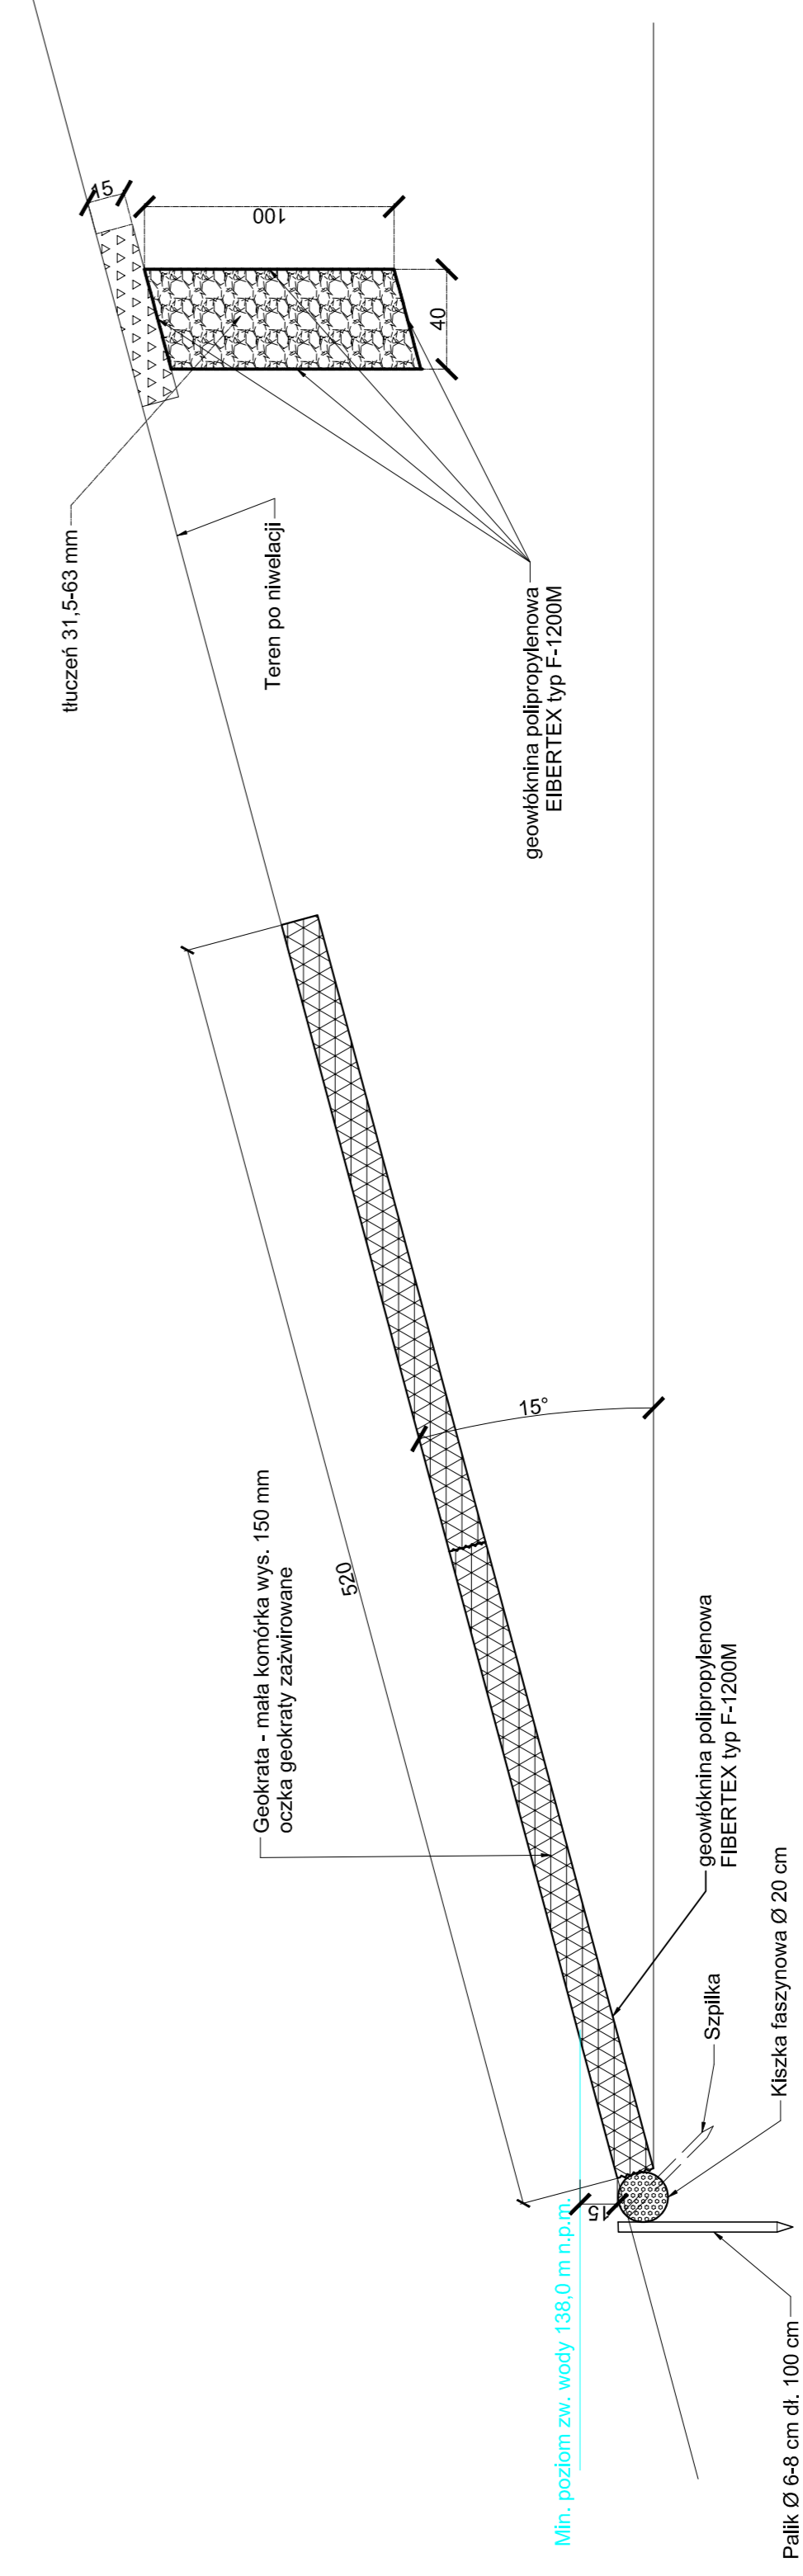 15
100
40
tłuczeń 31,5-63 mm
Teren po niwelacji
geowłóknina polipropylenowa
EIBERTEX typ F-1200M
520
15°
Geokrata - mała komórka wys. 150 mm
oczka geokraty zażwirowane
geowłóknina polipropylenowa
FIBERTEX typ F-1200M
Szpilka
Kiszka faszynowa Ø 20 cm
15
Min. poziom zw. wody 138,0 m n.p.m.
Palik Ø 6-8 cm dł. 100 cm